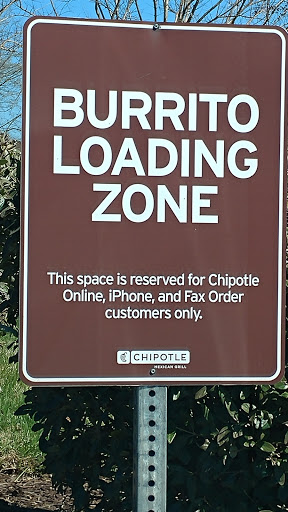 BURRITO
LOADING
ZONE
This space is reserved for Chipotle
Online, iPhone, and Fax Order
customers only.
CHIPOTLE
MEXICAN GRILL